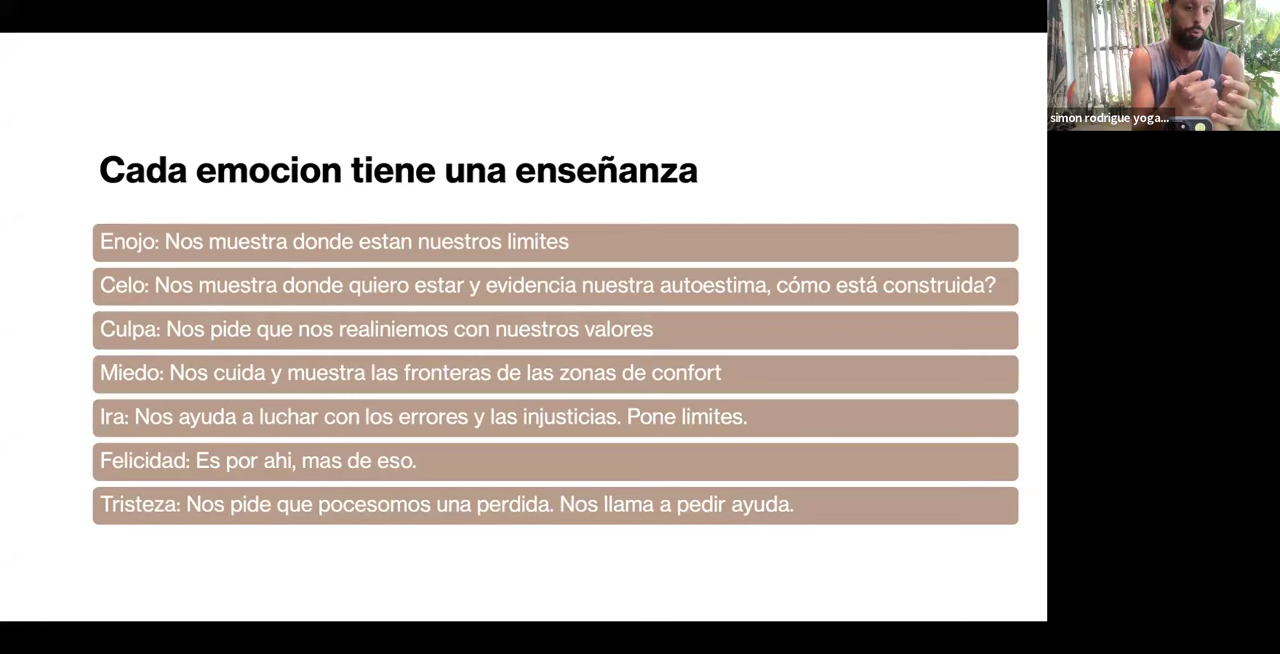 simon rodrigue yoga...
Cada emocion tiene una enseñanza
Enojo: Nos muestra donde estan nuestros limites
Celo: Nos muestra donde quiero estar y evidencia nuestra autoestima, cómo está construida?
Culpa: Nos pide que nos realiniemos con nuestros valores
Miedo: Nos cuida y muestra las fronteras de las zonas de confort
Ira: Nos ayuda a luchar con los errores y las injusticias. Pone limites.
Felicidad: Es por ahi, mas de eso.
Tristeza: Nos pide que pocesomos una perdida. Nos llama a pedir ayuda.